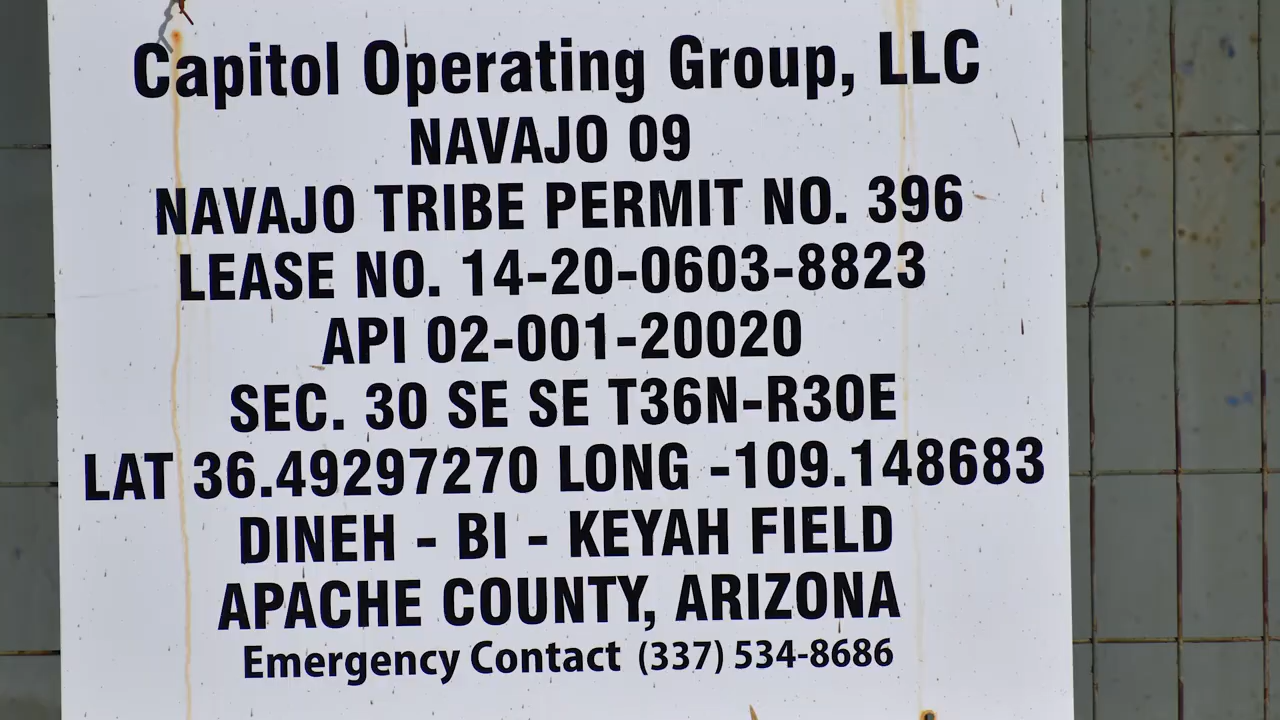 Capitol Operating Group, LLC
NAVAJO 09
NAVAJO TRIBE PERMIT NO. 396
LEASE NO. 14-20-0603-8823
API 02-001-20020
SEC. 30 SE SE T36N-R30E
LAT 36.49297270 LONG -109.148683
DINEH - BI - KEYAH FIELD
APACHE COUNTY, ARIZONA
Emergency Contact (337) 534-8686